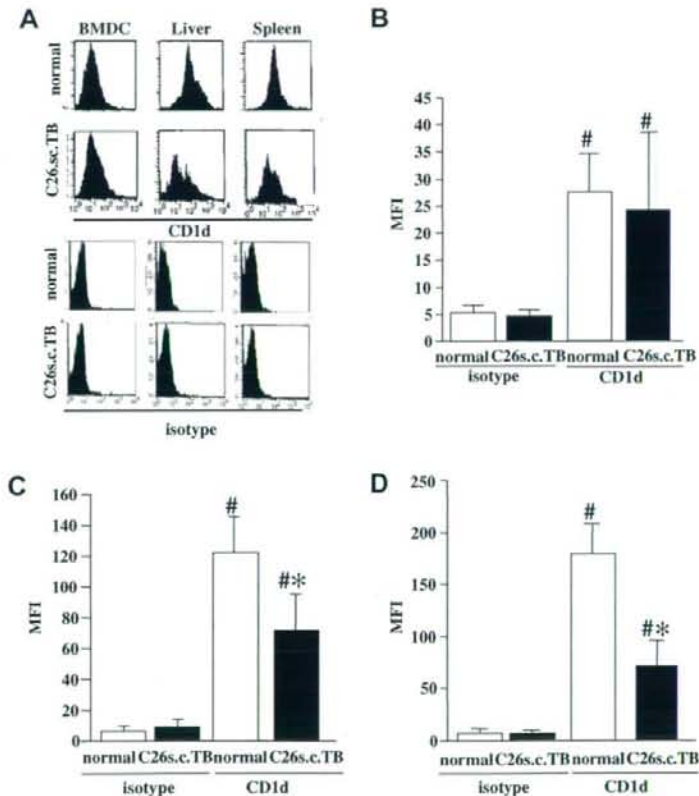 A
BMDC Liver Spleen
normal
C26.sc.TB
CD1d
normal
C26s.c.TB
isotype
B
45
40
35
30
25
20
15
10
5
0
MFI
# #
normal C26s.c.TB normal C26s.c.TB
isotype CD1d
C
160
140
120
100
80
60
40
20
0
MFI
#
#*
normal C26s.c.TB normal C26s.c.TB
isotype CD1d
D
250
200
150
100
50
0
MFI
#
#*
normal C26s.c.TB normal C26s.c.TB
isotype CD1d